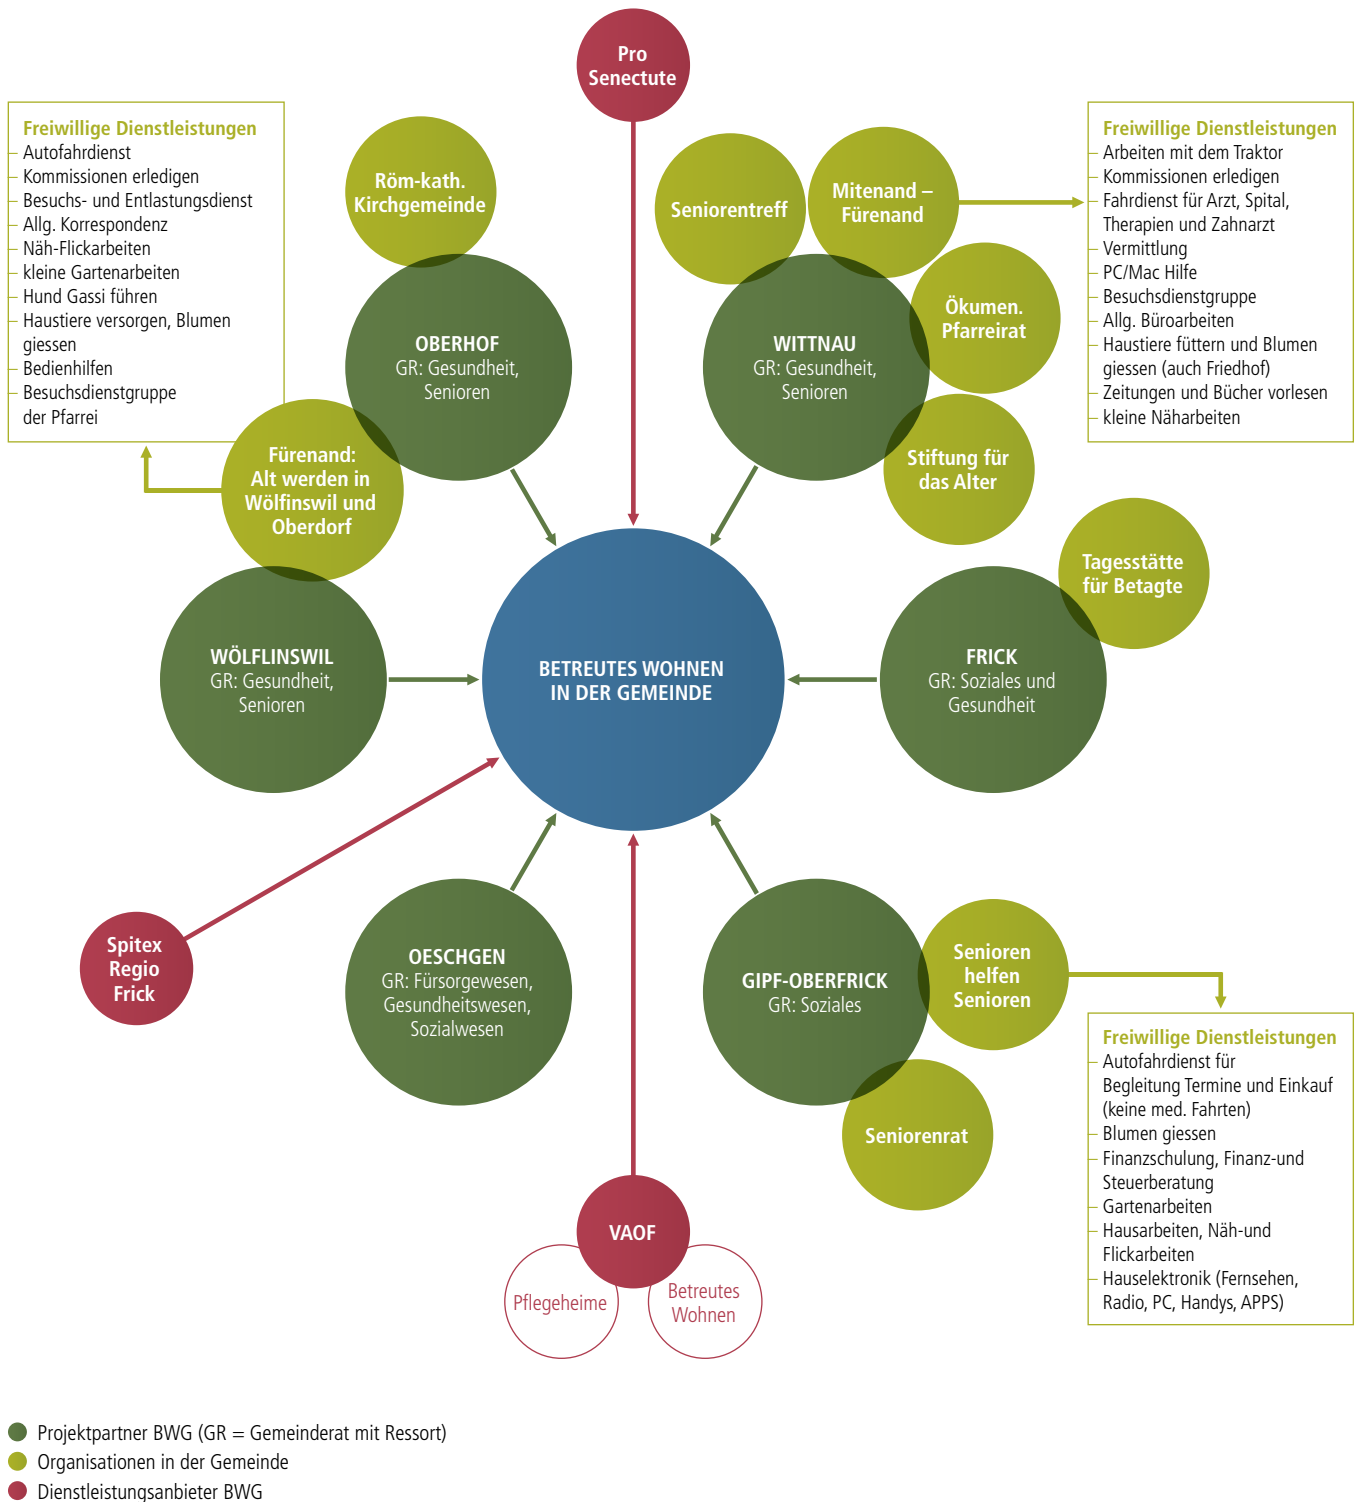 Pro
Senectute
Freiwillige Dienstleistungen
– Autofahrdienst
– Kommissionen erledigen
– Besuchs- und Entlastungsdienst
– Allg. Korrespondenz
– Näh-Flickarbeiten
– kleine Gartenarbeiten
– Hund Gassi führen
– Haustiere versorgen, Blumen
giessen
– Bedienhilfen
– Besuchsdienstgruppe
der Pfarrei
Röm-kath.
Kirchgemeinde
Seniorentreff
Mitenand –
Fürenand
Freiwillige Dienstleistungen
– Arbeiten mit dem Traktor
– Kommissionen erledigen
– Fahrdienst für Arzt, Spital,
Therapien und Zahnarzt
– Vermittlung
– PC/Mac Hilfe
– Besuchsdienstgruppe
– Allg. Büroarbeiten
– Haustiere füttern und Blumen
giessen (auch Friedhof)
– Zeitungen und Bücher vorlesen
– kleine Näharbeiten
Ökumen.
Pfarreirat
OBERHOF
GR: Gesundheit,
Senioren
WITTNAU
GR: Gesundheit,
Senioren
Fürenand:
Alt werden in
Wölfinswil und
Oberdorf
Stiftung für
das Alter
Tagesstätte
für Betagte
WÖLFLINSWIL
GR: Gesundheit,
Senioren
BETREUTES WOHNEN
IN DER GEMEINDE
FRICK
GR: Soziales und
Gesundheit
Spitex
Regio
Frick
OESCHGEN
GR: Fürsorgewesen,
Gesundheitswesen,
Sozialwesen
GIPF-OBERFRICK
GR: Soziales
Senioren
helfen
Senioren
Freiwillige Dienstleistungen
– Autofahrdienst für
Begleitung Termine und Einkauf
(keine med. Fahrten)
– Blumen giessen
– Finanzschulung, Finanz-und
Steuerberatung
– Gartenarbeiten
– Hausarbeiten, Näh-und
Flickarbeiten
– Hauselektronik (Fernsehen,
Radio, PC, Handys, APPS)
Seniorenrat
VAOF
Pflegeheime
Betreutes
Wohnen
Projektpartner BWG (GR = Gemeinderat mit Ressort)
Organisationen in der Gemeinde
Dienstleistungsanbieter BWG